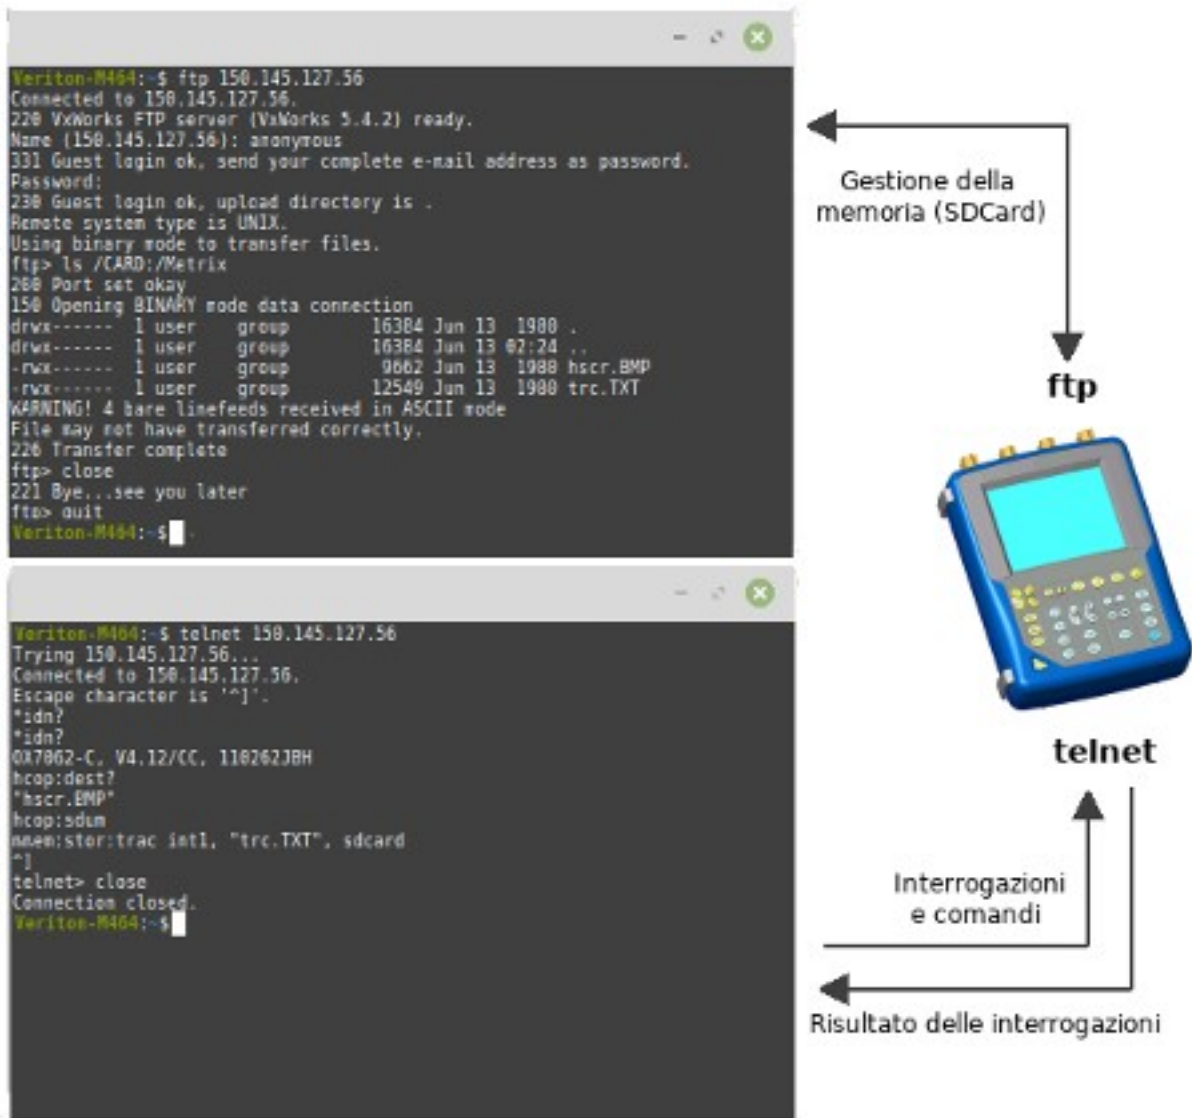 Veriton-M464:~$ ftp 150.145.127.56
Connected to 150.145.127.56.
220 VxWorks FTP server (VxWorks 5.4.2) ready.
Name (150.145.127.56): anonymous
331 Guest login ok, send your complete e-mail address as password.
Password:
230 Guest login ok, upload directory is .
Remote system type is UNIX.
Using binary mode to transfer files.
ftp> ls /CARD:/Metrix
200 Port set okay
150 Opening BINARY mode data connection
drwx------ 1 user group 16384 Jun 13 1980 .
drwx------ 1 user group 16384 Jun 13 02:24 ..
-rwx------ 1 user group 9662 Jun 13 1980 hscr.BMP
-rwx------ 1 user group 12549 Jun 13 1980 trc.TXT
WARNING! 4 bare linefeeds received in ASCII mode
File may not have transferred correctly.
226 Transfer complete
ftp> close
221 Bye...see you later
ftp> quit
Veriton-M464:~$
Gestione della
memoria (SDCard)
ftp
Veriton-M464:~$ telnet 150.145.127.56
Trying 150.145.127.56...
Connected to 150.145.127.56.
Escape character is '^]'.
*idn?
*idn?
OX7062-C, V4.12/CC, 110262JBH
hcop:dest?
"hscr.BMP"
hcop:sdum
mmem:stor:trac int1, "trc.TXT", sdcard
^]
telnet> close
Connection closed.
Veriton-M464:~$
telnet
Interrogazioni
e comandi
Risultato delle interrogazioni